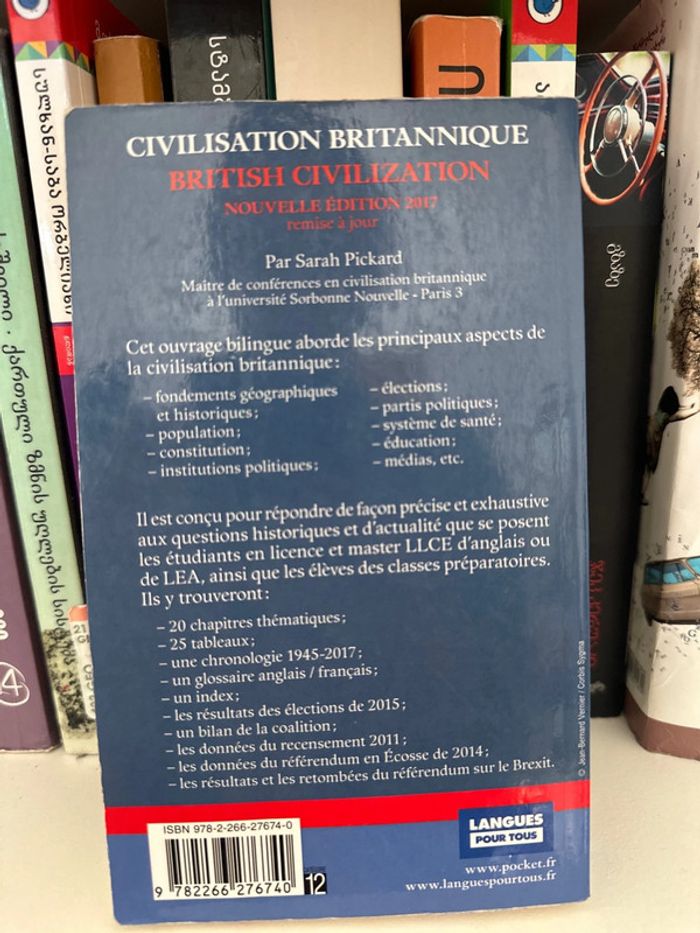 CIVILISATION BRITANNIQUE
BRITISH CIVILIZATION
NOUVELLE ÉDITION 2017
remise à jour
Par Sarah Pickard
Maître de conférences en civilisation britannique
à l'université Sorbonne Nouvelle - Paris 3
Cet ouvrage bilingue aborde les principaux aspects de
la civilisation britannique :
– fondements géographiques
et historiques ;
– population ;
– constitution ;
– institutions politiques ;
– élections ;
– partis politiques ;
– système de santé ;
– éducation ;
– médias, etc.
Il est conçu pour répondre de façon précise et exhaustive
aux questions historiques et d'actualité que se posent
les étudiants en licence et master LLCE d'anglais ou
de LEA, ainsi que les élèves des classes préparatoires.
Ils y trouveront :
– 20 chapitres thématiques ;
– 25 tableaux ;
– une chronologie 1945-2017 ;
– un glossaire anglais / français ;
– un index ;
– les résultats des élections de 2015 ;
– un bilan de la coalition ;
– les données du recensement 2011 ;
– les données du référendum en Écosse de 2014 ;
– les résultats et les retombées du référendum sur le Brexit.
© Jean-Bernard Vernier / Corbis Sygma
ISBN 978-2-266-27674-0
9 782266 276740
12
LANGUES
POUR TOUS
www.pocket.fr
www.languespourtous.fr
სულხან-საბა ორბელიანი